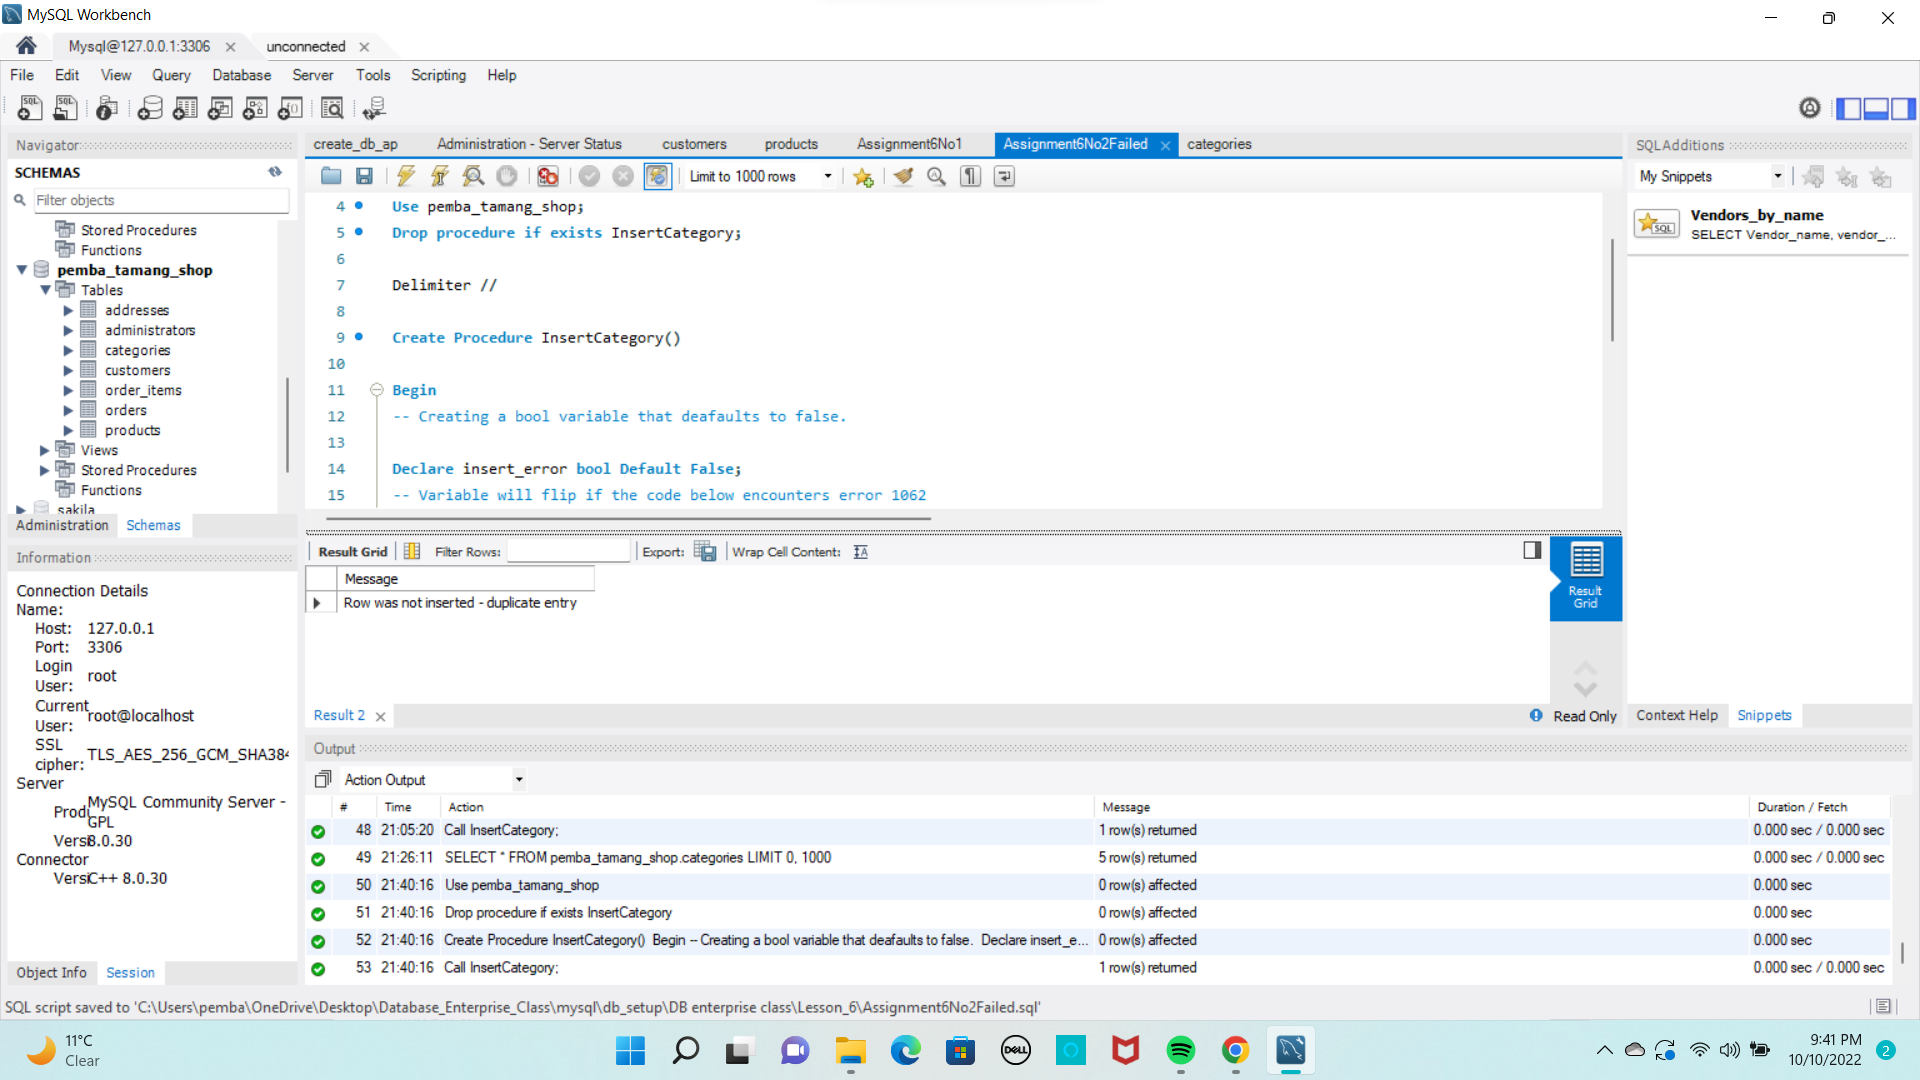 MySQL Workbench
Mysql@127.0.0.1:3306
unconnected
File Edit View Query Database Server Tools Scripting Help
Navigator
SCHEMAS
Filter objects
Stored Procedures
Functions
pemba_tamang_shop
Tables
addresses
administrators
categories
customers
order_items
orders
products
Views
Stored Procedures
Functions
sakila
Administration Schemas
Information
Connection Details
Name:
Host: 127.0.0.1
Port: 3306
Login User: root
Current User: root@localhost
SSL cipher: TLS_AES_256_GCM_SHA384
Server
Produ MySQL Community Server - GPL
Versi 8.0.30
Connector
Versi C++ 8.0.30
Object Info Session
create_db_ap Administration - Server Status customers products Assignment6No1 Assignment6No2Failed categories
Limit to 1000 rows
4 Use pemba_tamang_shop;
5 Drop procedure if exists InsertCategory;
6
7 Delimiter //
8
9 Create Procedure InsertCategory()
10
11 Begin
12 -- Creating a bool variable that deafaults to false.
13
14 Declare insert_error bool Default False;
15 -- Variable will flip if the code below encounters error 1062
Result Grid Filter Rows: Export: Wrap Cell Content:
Message
Row was not inserted - duplicate entry
Result Grid
Result 2
Read Only
SQLAdditions
My Snippets
SQL
Vendors_by_name
SELECT Vendor_name, vendor_...
Context Help Snippets
Output
Action Output
# Time Action Message Duration / Fetch
48 21:05:20 Call InsertCategory; 1 row(s) returned 0.000 sec / 0.000 sec
49 21:26:11 SELECT * FROM pemba_tamang_shop.categories LIMIT 0, 1000 5 row(s) returned 0.000 sec / 0.000 sec
50 21:40:16 Use pemba_tamang_shop 0 row(s) affected 0.000 sec
51 21:40:16 Drop procedure if exists InsertCategory 0 row(s) affected 0.000 sec
52 21:40:16 Create Procedure InsertCategory() Begin -- Creating a bool variable that deafaults to false. Declare insert_e... 0 row(s) affected 0.000 sec
53 21:40:16 Call InsertCategory; 1 row(s) returned 0.000 sec / 0.000 sec
SQL script saved to 'C:\Users\pemba\OneDrive\Desktop\Database_Enterprise_Class\mysql\db_setup\DB enterprise class\Lesson_6\Assignment6No2Failed.sql'
11°C
Clear
DELL
9:41 PM
10/10/2022
2